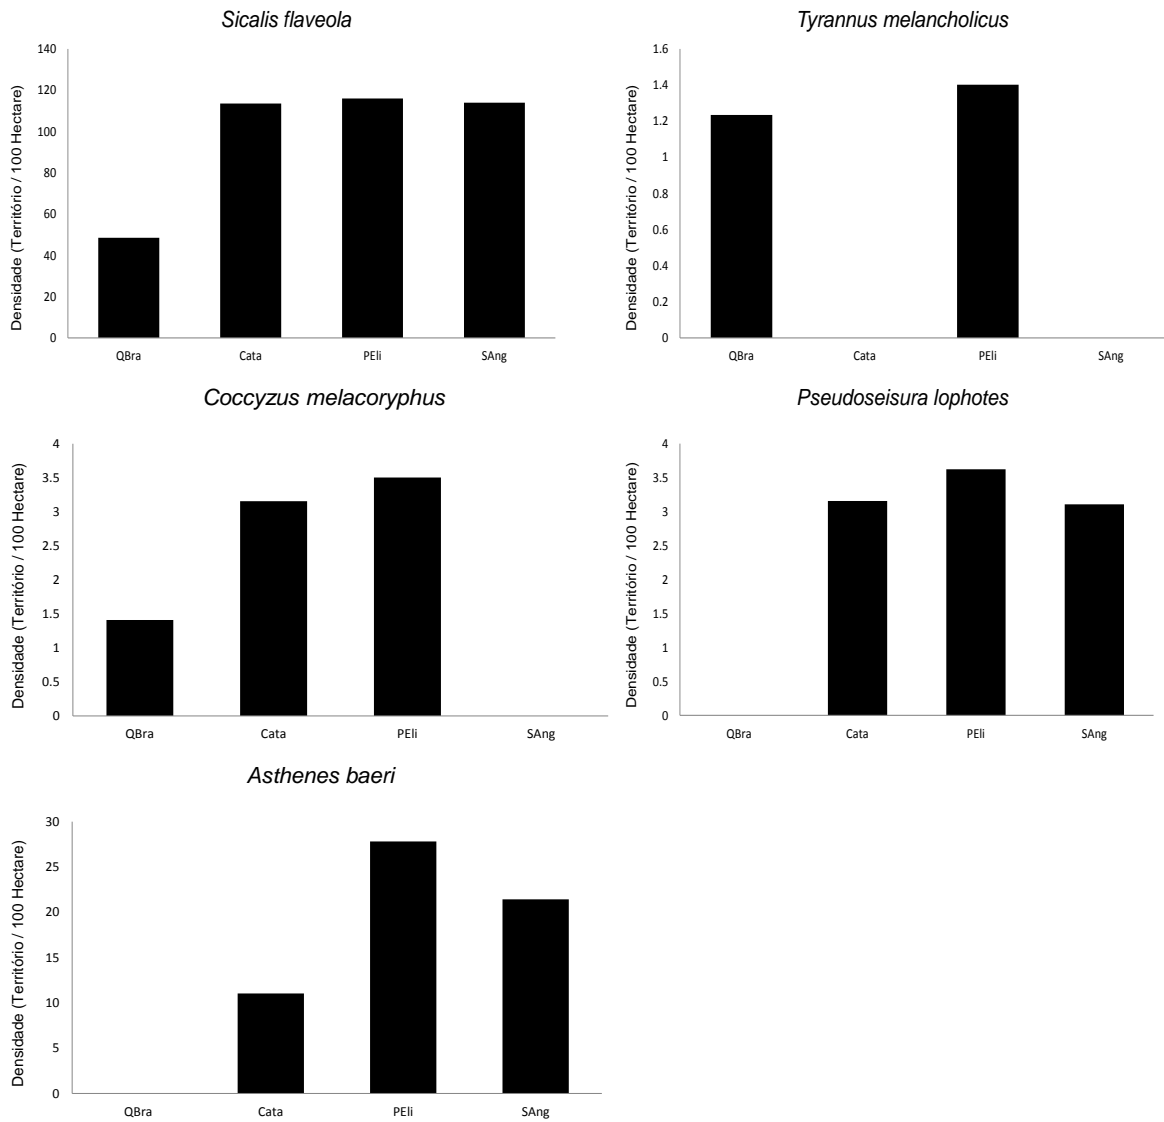 Sicalis flaveola
Densidade (Território / 100 Hectare)
140
120
100
80
60
40
20
0
QBra Cata PEli SAng
Tyrannus melancholicus
Densidade (Território / 100 Hectare)
1.6
1.4
1.2
1
0.8
0.6
0.4
0.2
0
QBra Cata PEli SAng
Coccyzus melacoryphus
Densidade (Território / 100 Hectare)
4
3.5
3
2.5
2
1.5
1
0.5
0
QBra Cata PEli SAng
Pseudoseisura lophotes
Densidade (Território / 100 Hectare)
4
3.5
3
2.5
2
1.5
1
0.5
0
QBra Cata PEli SAng
Asthenes baeri
Densidade (Território / 100 Hectare)
30
25
20
15
10
5
0
QBra Cata PEli SAng